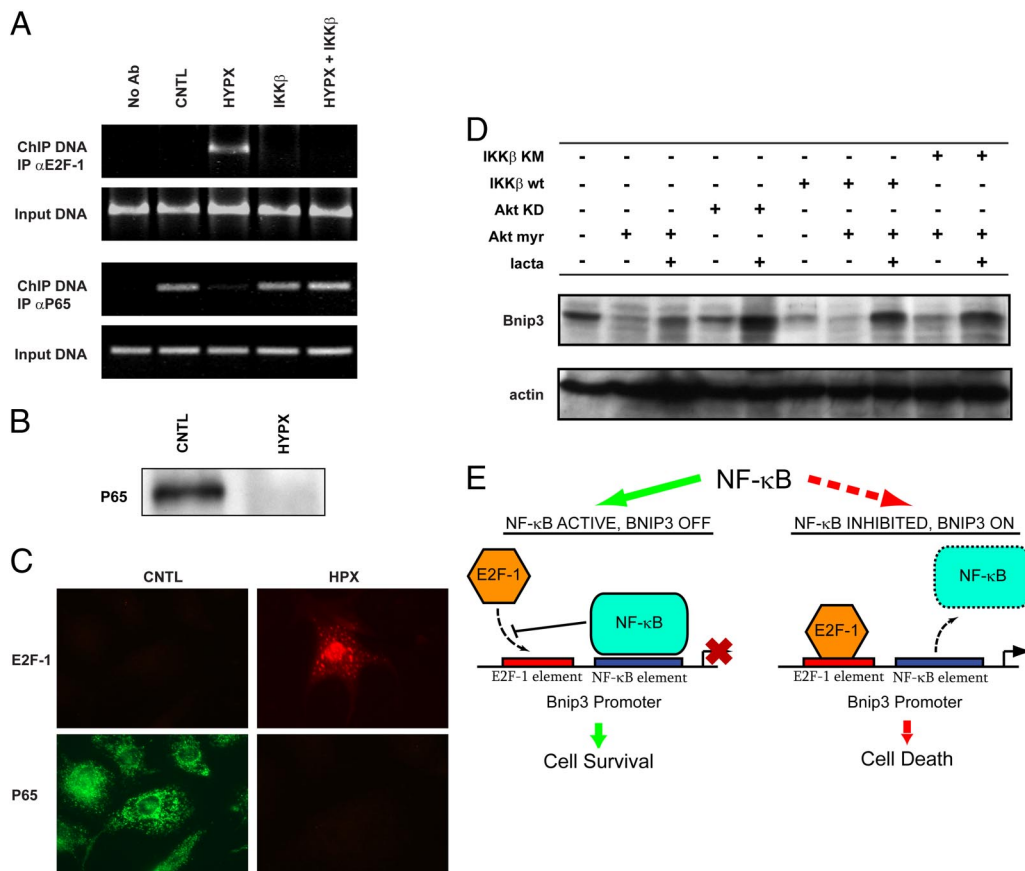 A
No Ab
CNTL
HYPX
IKKβ
HYPX + IKKβ
ChIP DNA
IP αE2F-1
Input DNA
ChIP DNA
IP αP65
Input DNA
B
CNTL
HYPX
P65
C
CNTL
HPX
E2F-1
P65
D
IKKβ KM - - - - - - - - + +
IKKβ wt - - - - - + + + - -
Akt KD - - - + + - - - - -
Akt myr - + + - - - + + + +
lacta - - + - + - - + - +
Bnip3
actin
E
NF-κB
NF-κB ACTIVE, BNIP3 OFF
E2F-1
NF-κB
E2F-1 element
NF-κB element
Bnip3 Promoter
Cell Survival
NF-κB INHIBITED, BNIP3 ON
NF-κB
E2F-1
E2F-1 element
NF-κB element
Bnip3 Promoter
Cell Death